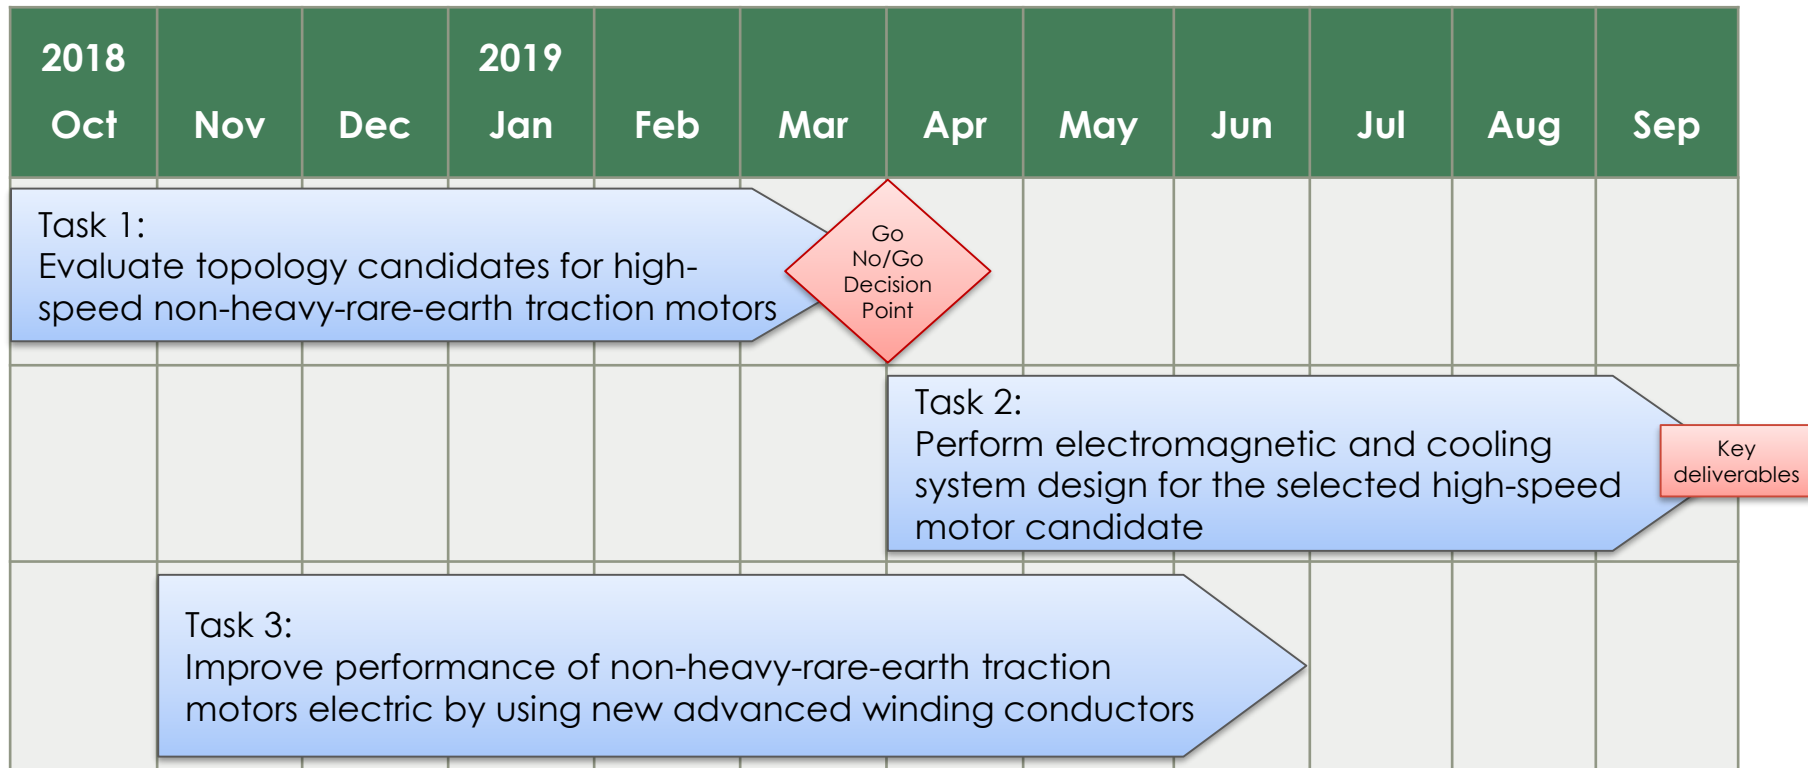 2018 2019
Oct Nov Dec Jan Feb Mar Apr May Jun Jul Aug Sep
Task 1:
Evaluate topology candidates for high-
speed non-heavy-rare-earth traction motors
Go
No/Go
Decision
Point
Task 2:
Perform electromagnetic and cooling
system design for the selected high-speed
motor candidate
Key
deliverables
Task 3:
Improve performance of non-heavy-rare-earth traction
motors electric by using new advanced winding conductors